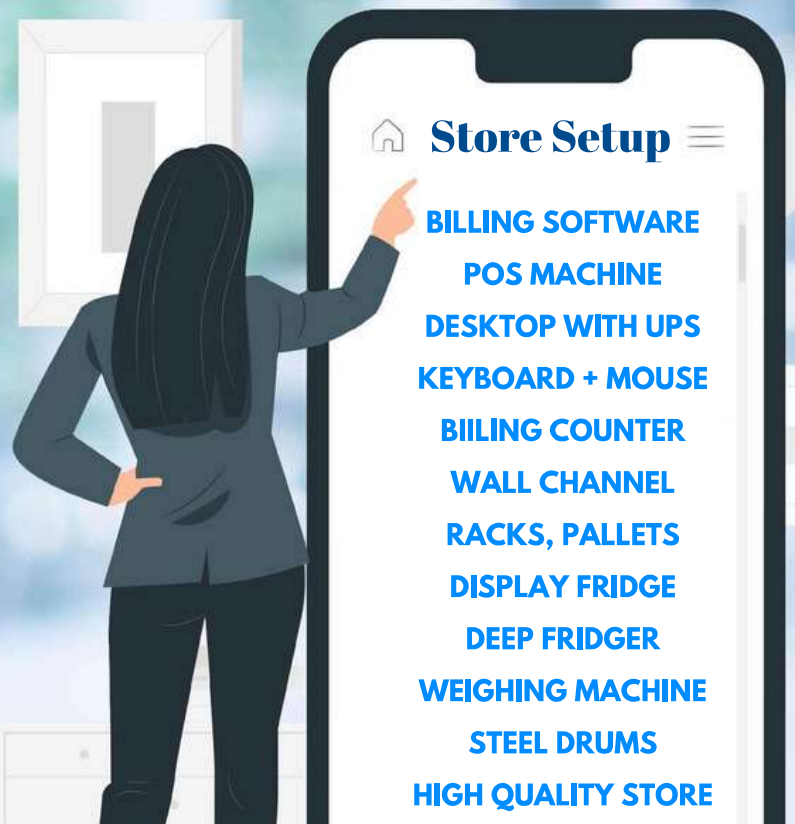 Store Setup
BILLING SOFTWARE
POS MACHINE
DESKTOP WITH UPS
KEYBOARD + MOUSE
BIILING COUNTER
WALL CHANNEL
RACKS, PALLETS
DISPLAY FRIDGE
DEEP FRIDGER
WEIGHING MACHINE
STEEL DRUMS
HIGH QUALITY STORE